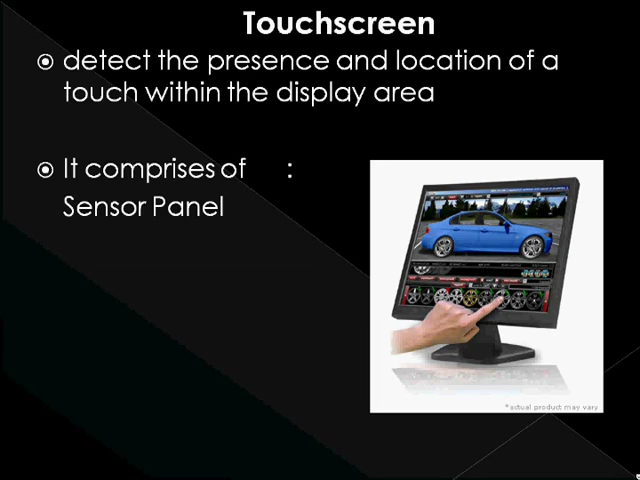 Touchscreen
detect the presence and location of a
touch within the display area
It comprises of :
Sensor Panel
*actual product may vary